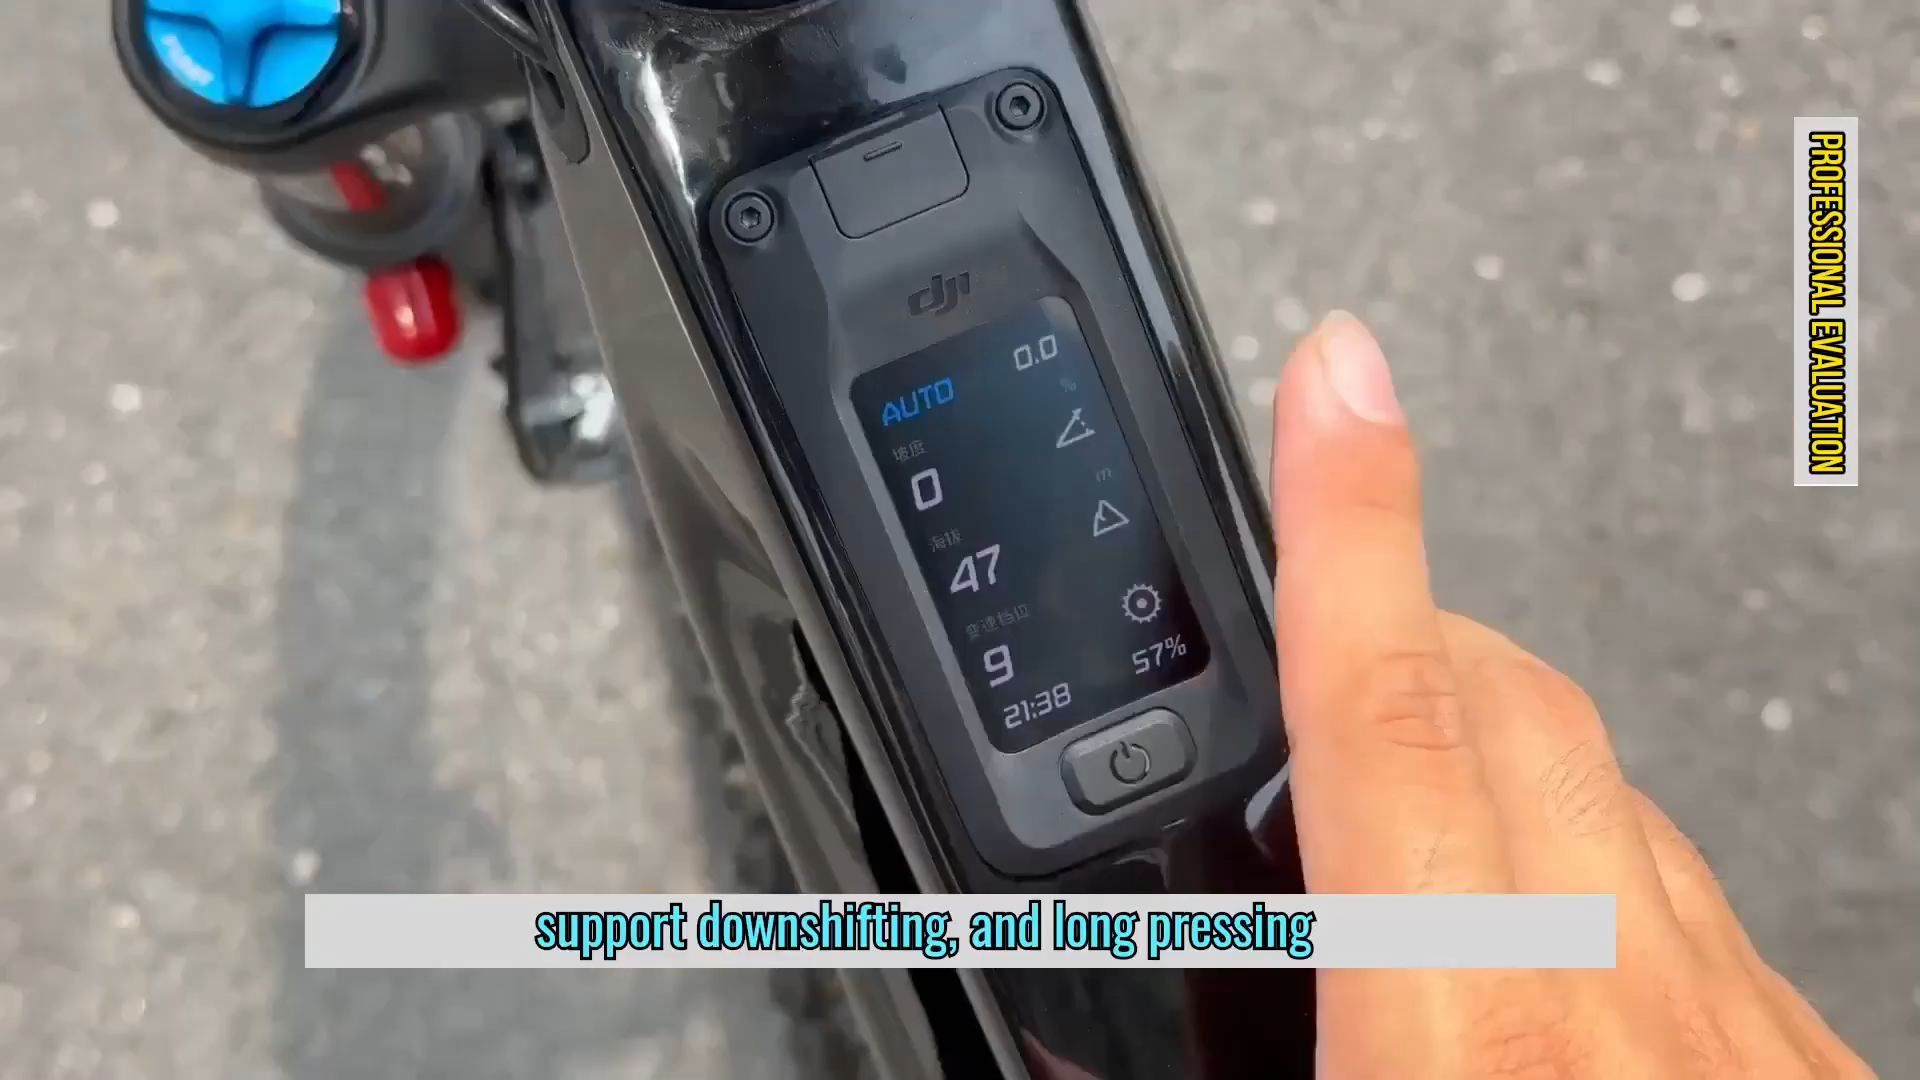 dji
AUTO
0.0
%
坡度
0
m
海拔
47
变速档位
9
57%
21:38
PROFESSIONAL EVALUATION
support downshifting, and long pressing